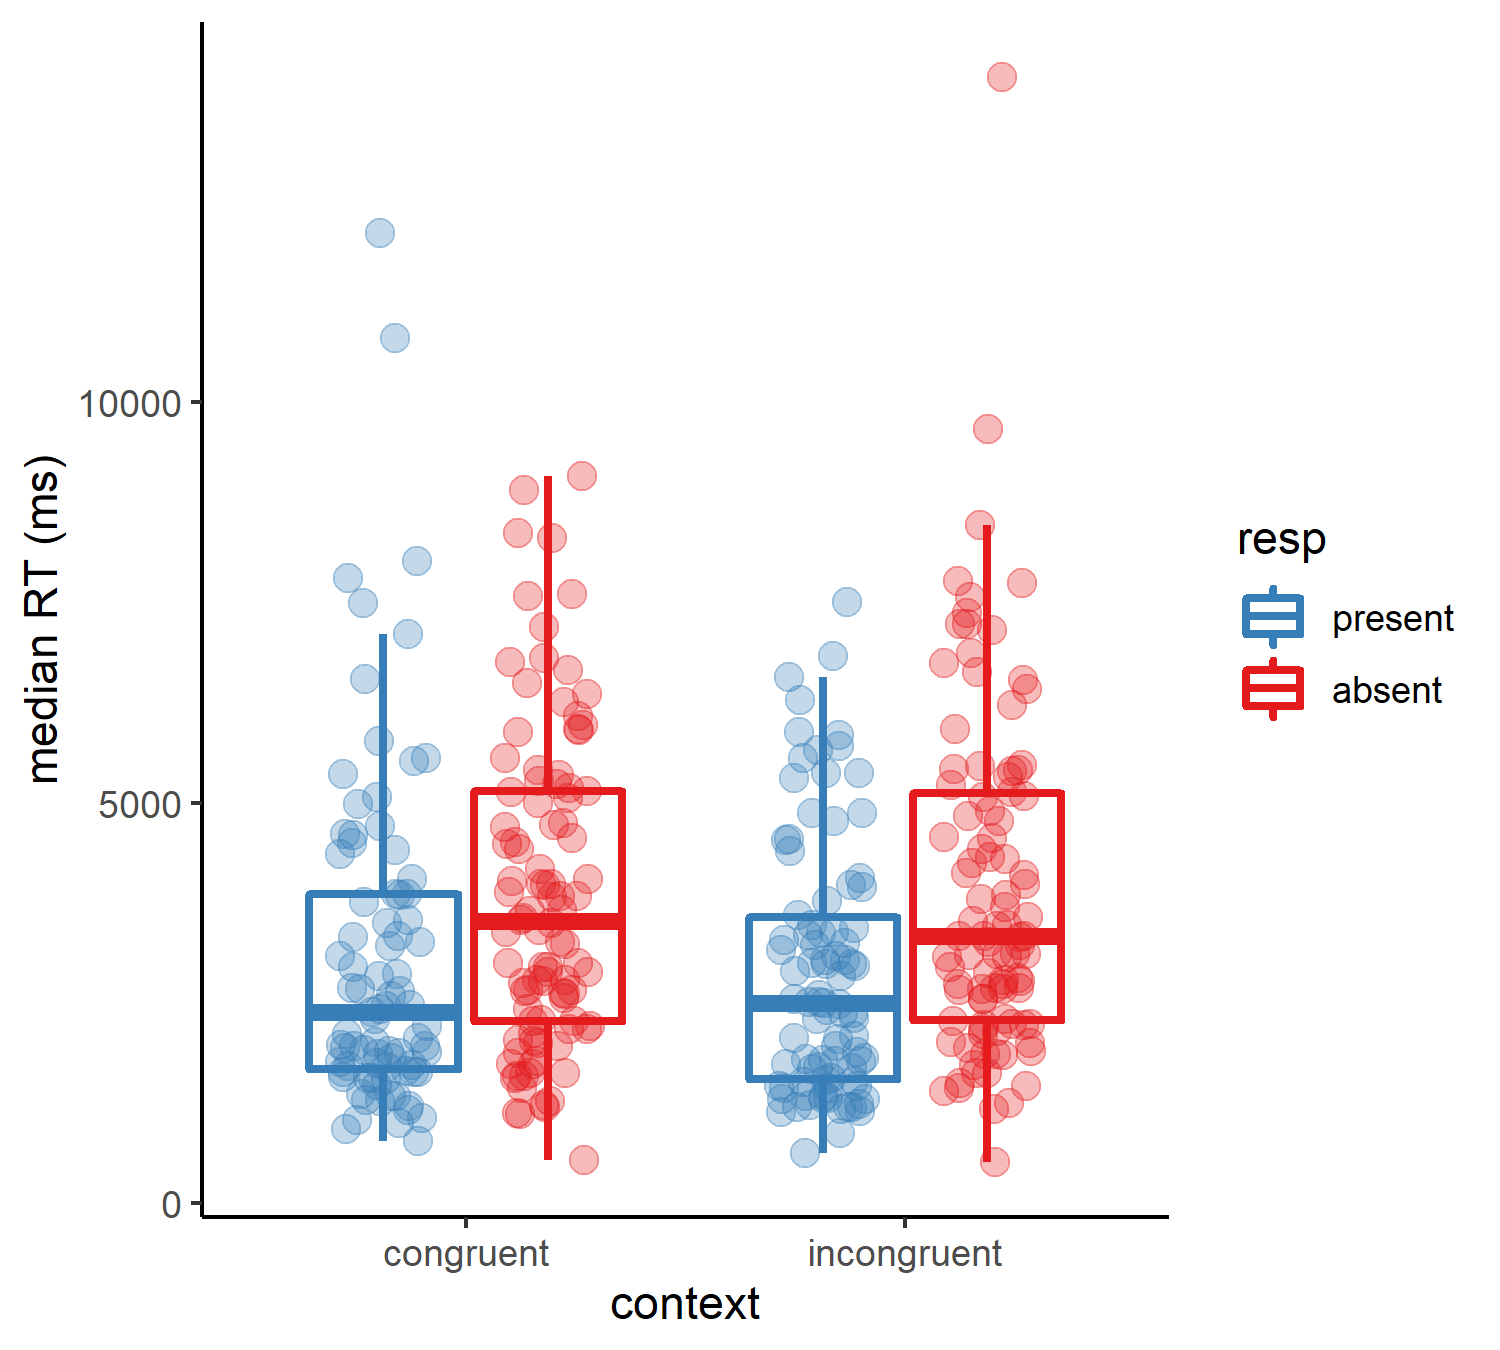 median RT (ms)
10000
5000
0
congruent
incongruent
context
resp
present
absent